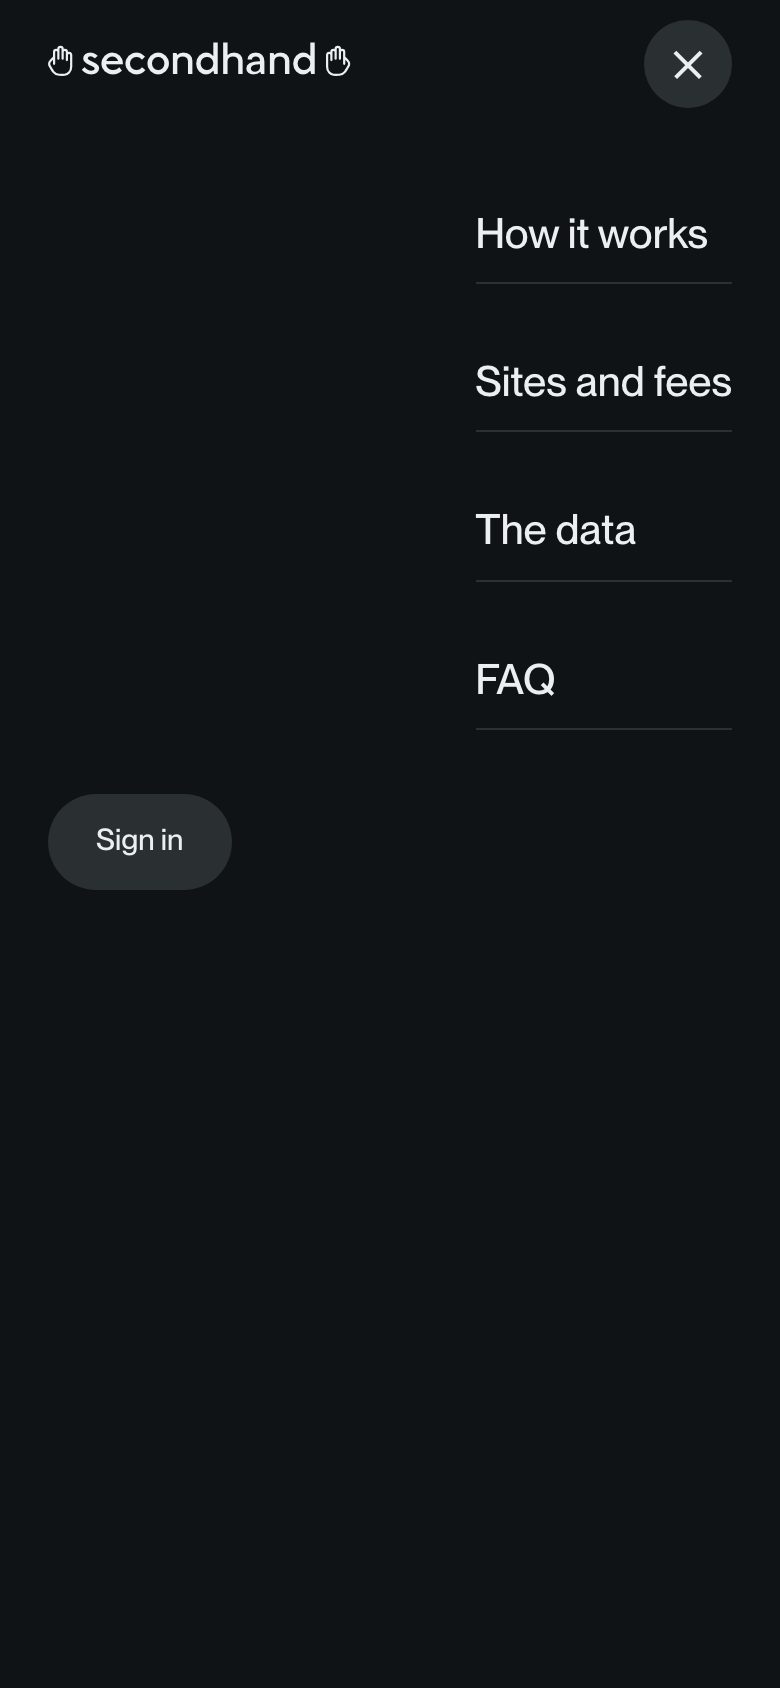 secondhand
How it works
Sites and fees
The data
FAQ
Sign in